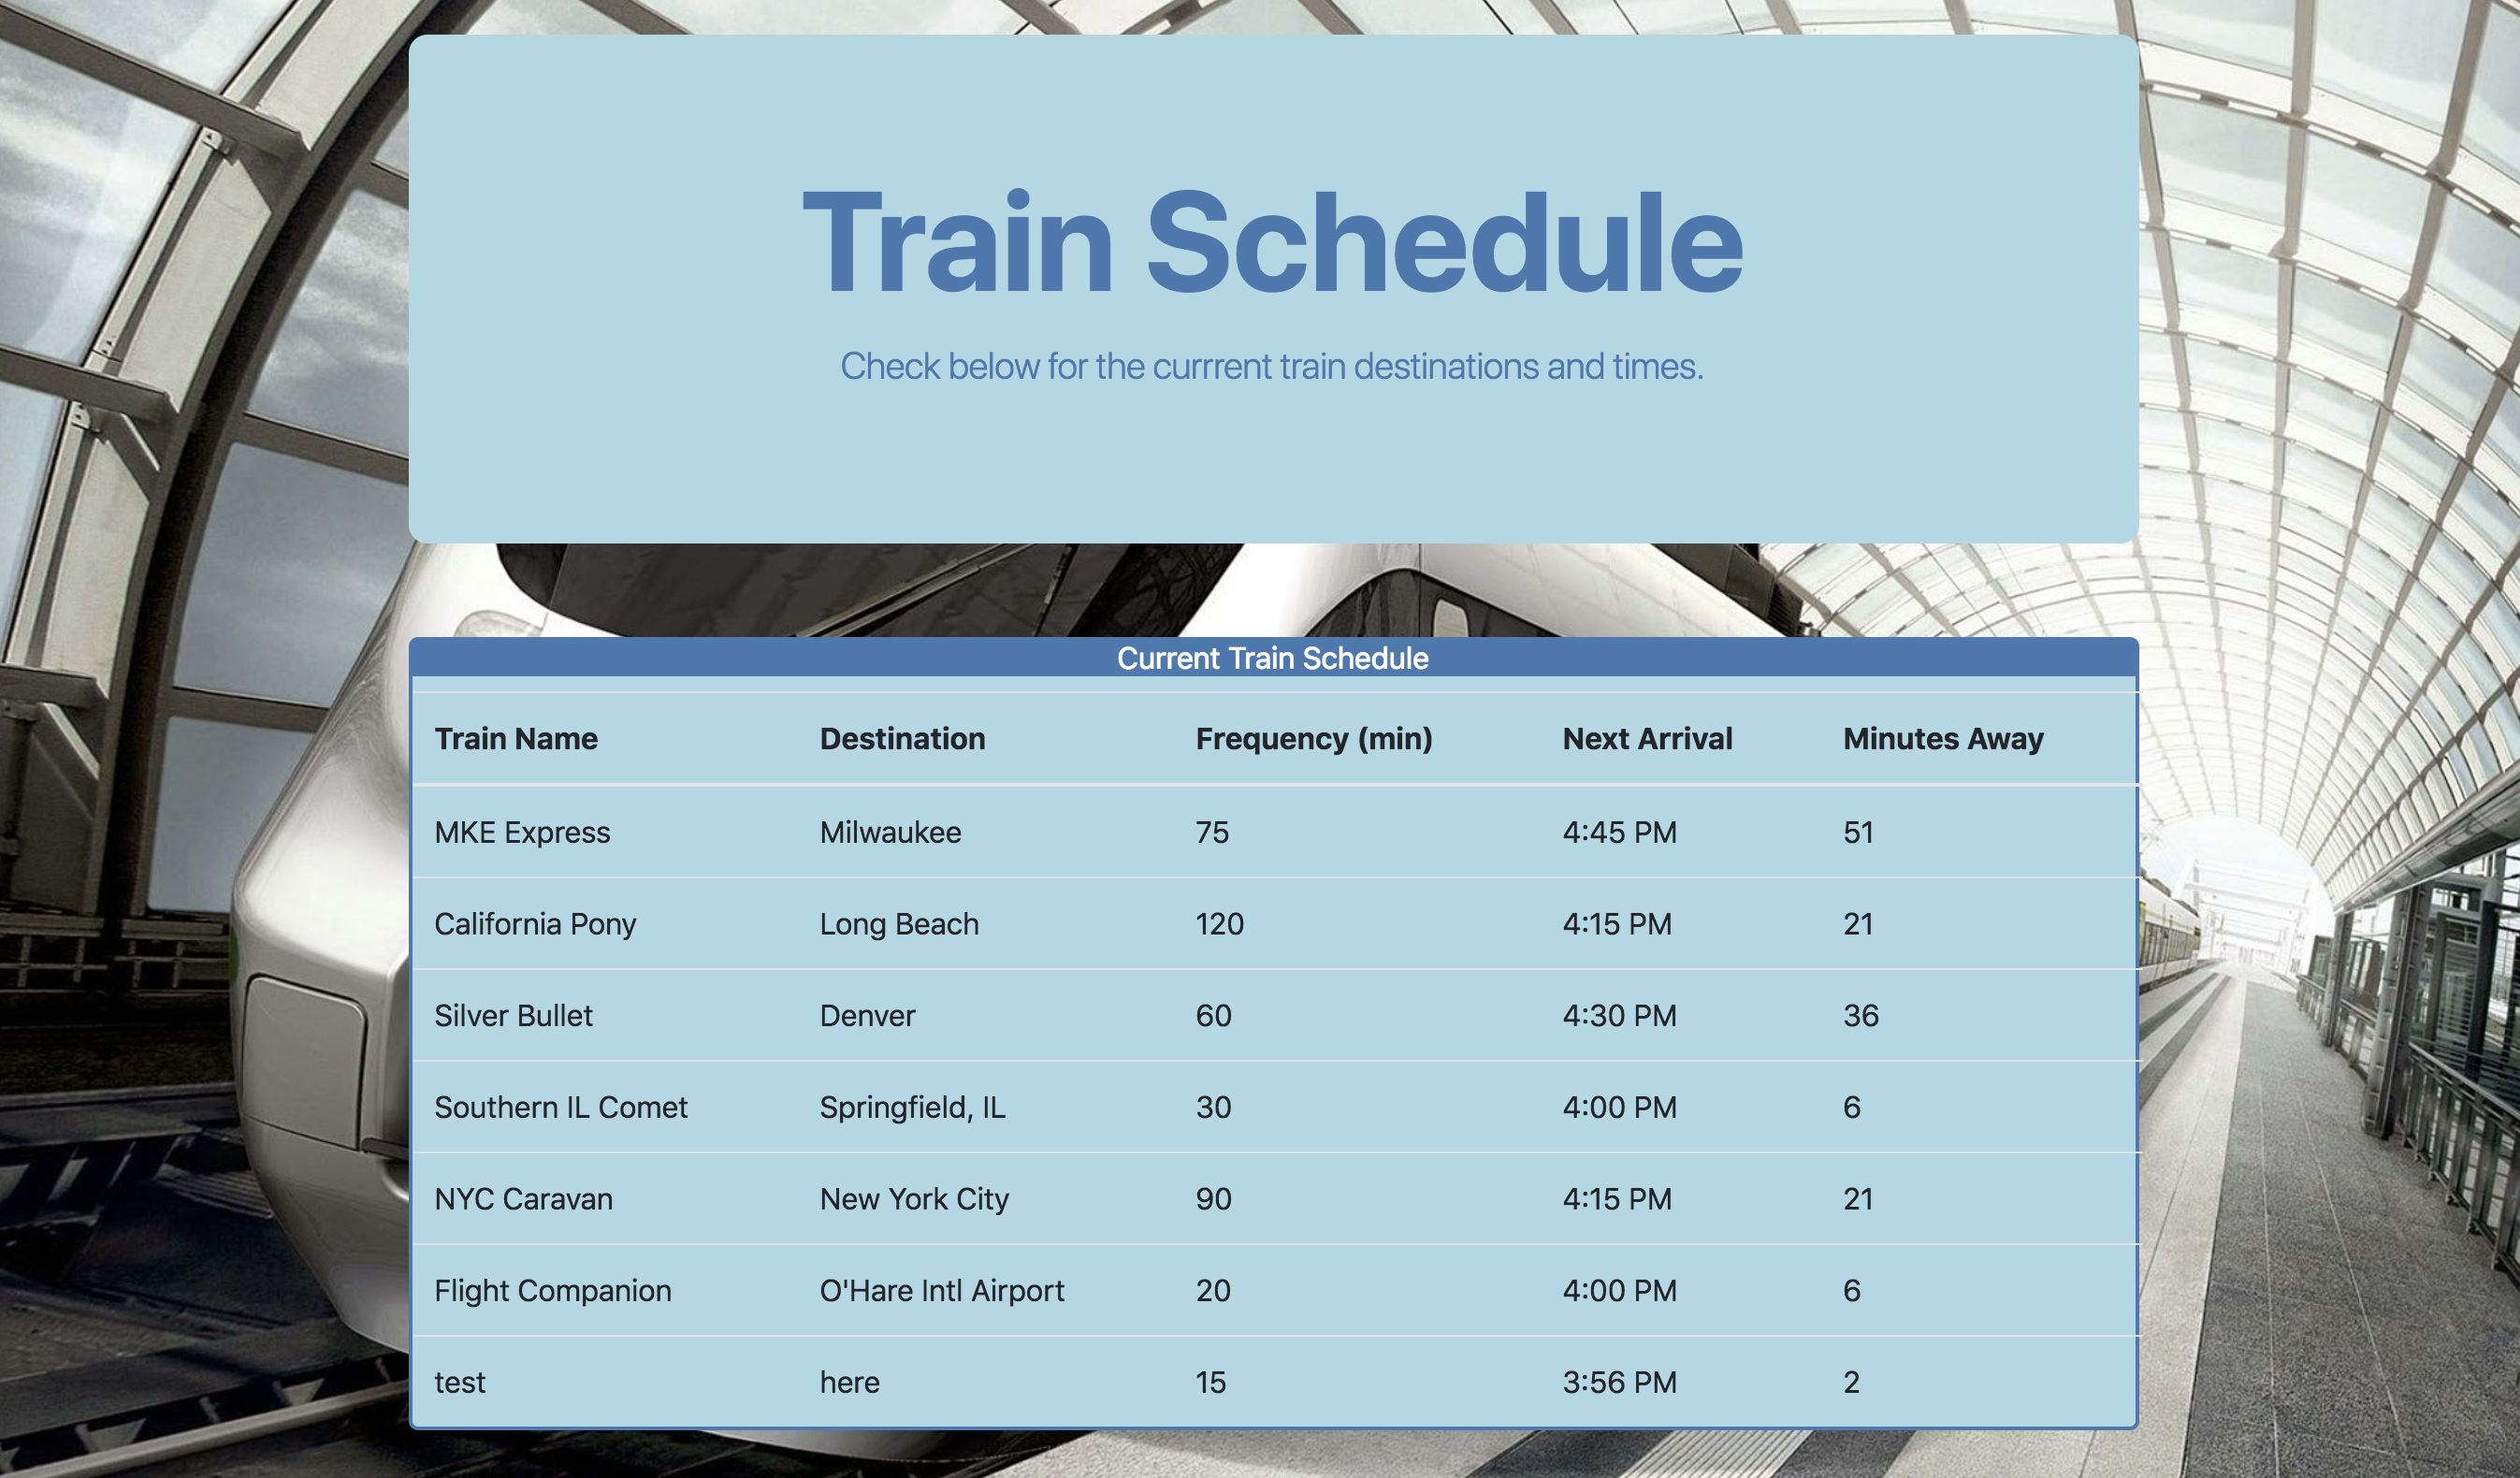 Train Schedule
Check below for the currrent train destinations and times.
Current Train Schedule
Train Name Destination Frequency (min) Next Arrival Minutes Away
MKE Express Milwaukee 75 4:45 PM 51
California Pony Long Beach 120 4:15 PM 21
Silver Bullet Denver 60 4:30 PM 36
Southern IL Comet Springfield, IL 30 4:00 PM 6
NYC Caravan New York City 90 4:15 PM 21
Flight Companion O'Hare Intl Airport 20 4:00 PM 6
test here 15 3:56 PM 2